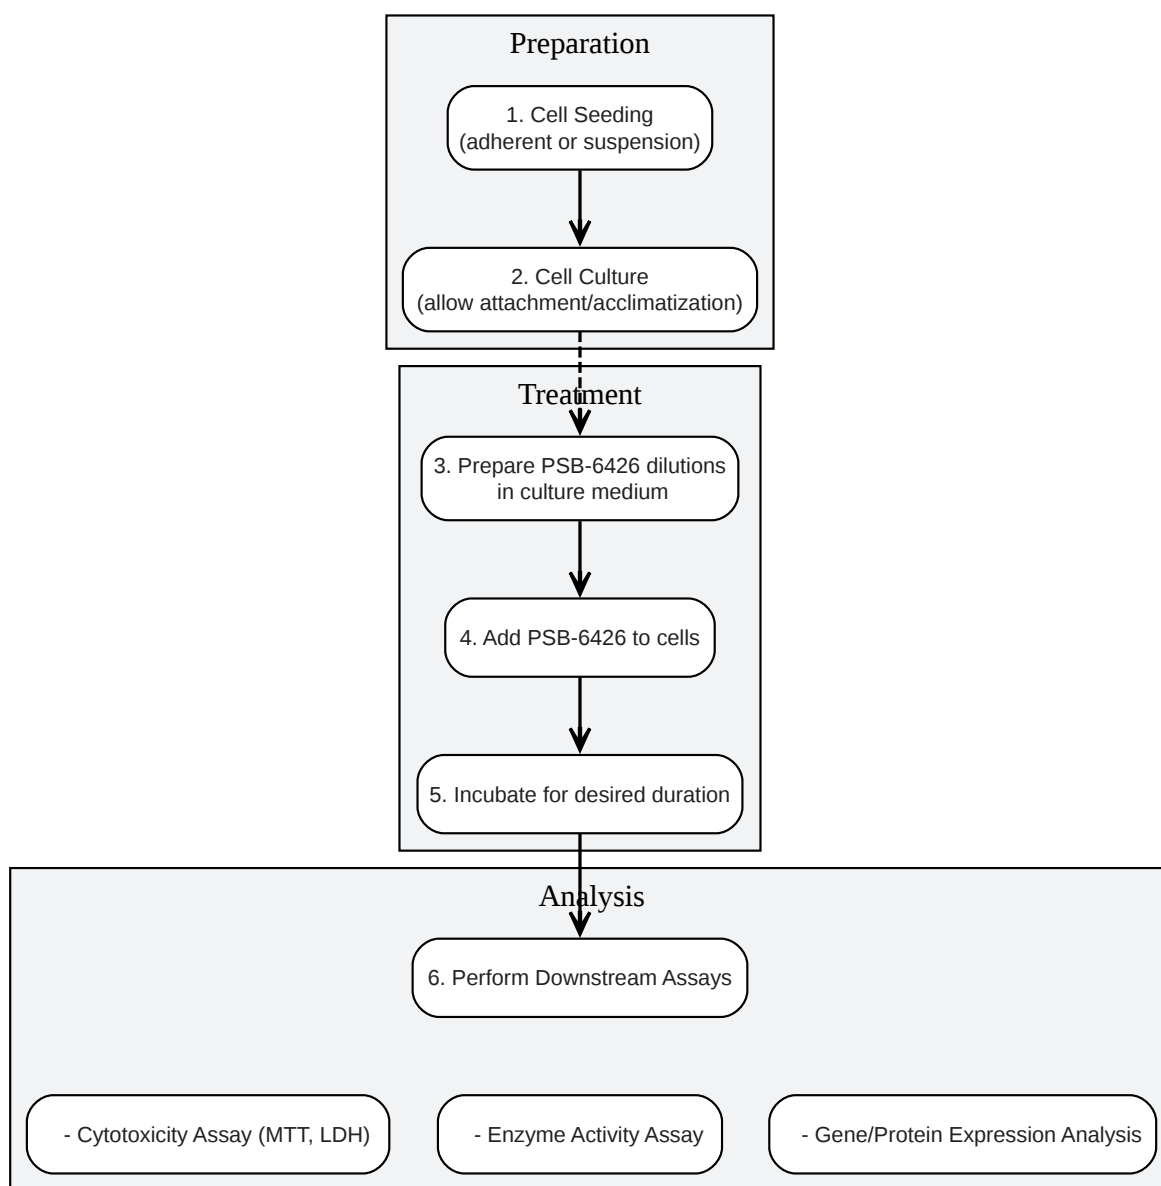 Preparation
1. Cell Seeding
(adherent or suspension)
2. Cell Culture
(allow attachment/acclimatization)
Treatment
3. Prepare PSB-6426 dilutions
in culture medium
4. Add PSB-6426 to cells
5. Incubate for desired duration
Analysis
6. Perform Downstream Assays
- Cytotoxicity Assay (MTT, LDH)
- Enzyme Activity Assay
- Gene/Protein Expression Analysis